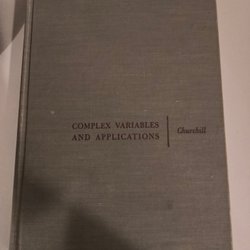 COMPLEX VARIABLES
AND APPLICATIONS
Churchill